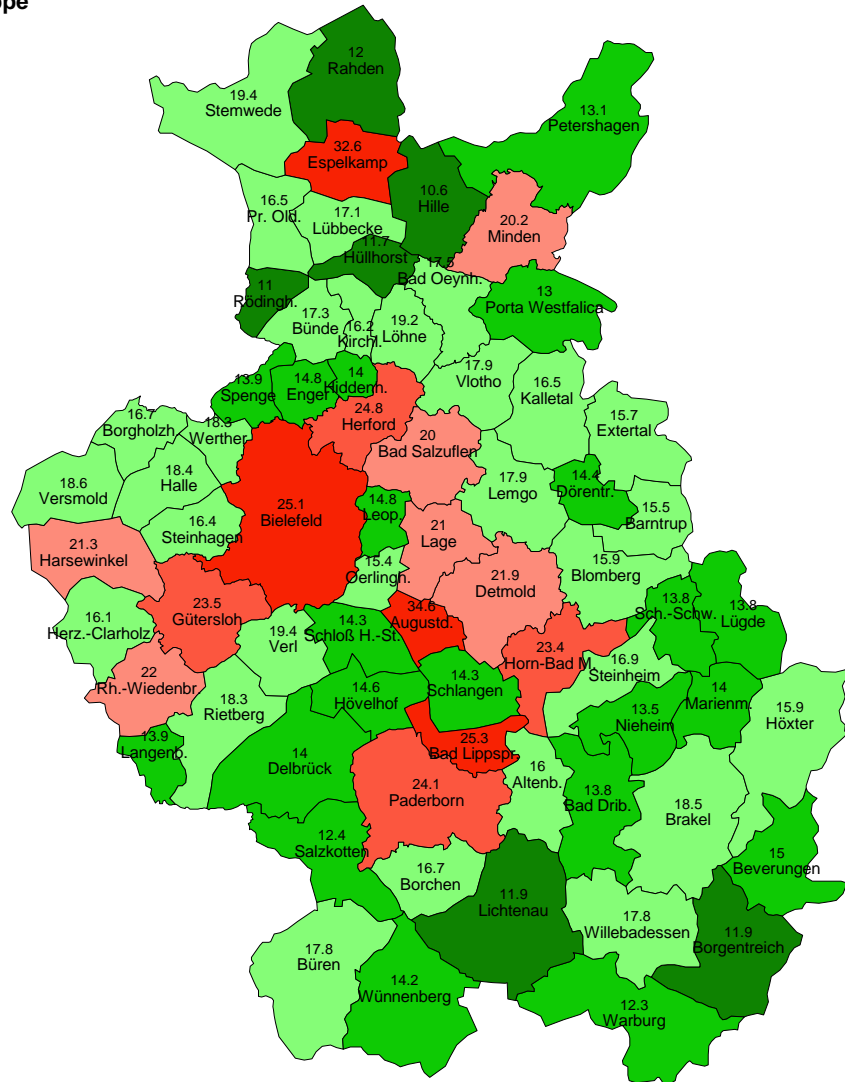 ppe
12
Rahden
19.4
Stemwede
13.1
Petershagen
32.6
Espelkamp
10.6
Hille
16.5
Pr. Old.
17.1
Lübbecke
20.2
Minden
11.7
Hüllhorst
17.5
Bad Oeynh.
11
Rödingh.
13
Porta Westfalica
17.3
Bünde
16.2
Kirchl.
19.2
Löhne
17.9
Vlotho
16.5
Kalletal
13.9
Spenge
14.8
Enger
14
Hiddenh.
24.8
Herford
15.7
Extertal
16.7
Borgholzh.
18.3
Werther
20
Bad Salzuflen
18.6
Versmold
18.4
Halle
17.9
Lemgo
14.4
Dörentr.
25.1
Bielefeld
14.8
Leop.
15.5
Barntrup
16.4
Steinhagen
21
Lage
21.3
Harsewinkel
15.4
Oerlingh.
15.9
Blomberg
21.9
Detmold
13.8
Sch.-Schw.
13.8
Lügde
23.5
Gütersloh
34.6
Augustd.
16.1
Herz.-Clarholz
19.4
Verl
14.3
Schloß H.-St.
23.4
Horn-Bad M.
16.9
Steinheim
22
Rh.-Wiedenbr.
14.3
Schlangen
14.6
Hövelhof
14
Marienm.
18.3
Rietberg
13.5
Nieheim
15.9
Höxter
13.9
Langenb.
25.3
Bad Lippspr.
14
Delbrück
16
Altenb.
24.1
Paderborn
13.8
Bad Drib.
18.5
Brakel
12.4
Salzkotten
15
Beverungen
16.7
Borchen
11.9
Lichtenau
17.8
Willebadessen
11.9
Borgentreich
17.8
Büren
14.2
Wünnenberg
12.3
Warburg